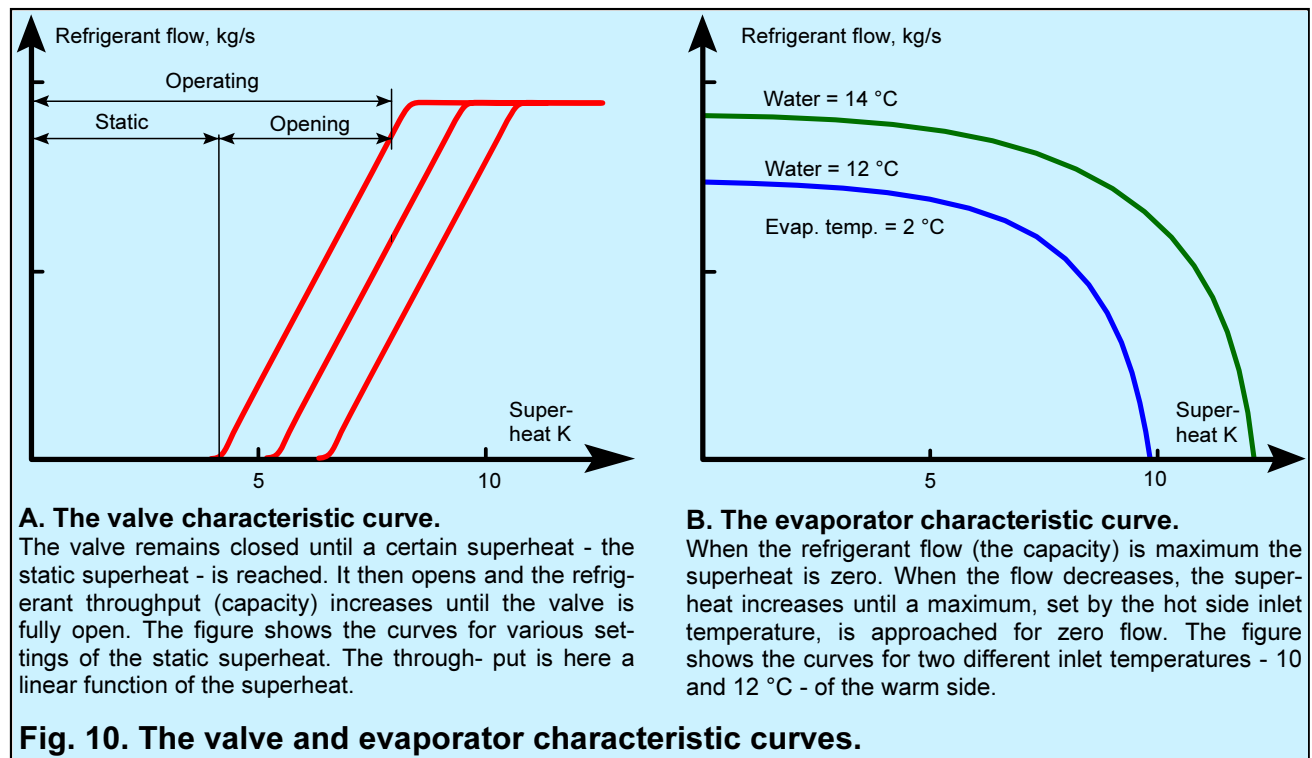 Refrigerant flow, kg/s
Operating
Static
Opening
Super-
heat K
5
10
A. The valve characteristic curve.
The valve remains closed until a certain superheat - the
static superheat - is reached. It then opens and the refrig-
erant throughput (capacity) increases until the valve is
fully open. The figure shows the curves for various set-
tings of the static superheat. The through- put is here a
linear function of the superheat.
Refrigerant flow, kg/s
Water = 14 °C
Water = 12 °C
Evap. temp. = 2 °C
Super-
heat K
5
10
B. The evaporator characteristic curve.
When the refrigerant flow (the capacity) is maximum the
superheat is zero. When the flow decreases, the super-
heat increases until a maximum, set by the hot side inlet
temperature, is approached for zero flow. The figure
shows the curves for two different inlet temperatures - 10
and 12 °C - of the warm side.
Fig. 10. The valve and evaporator characteristic curves.